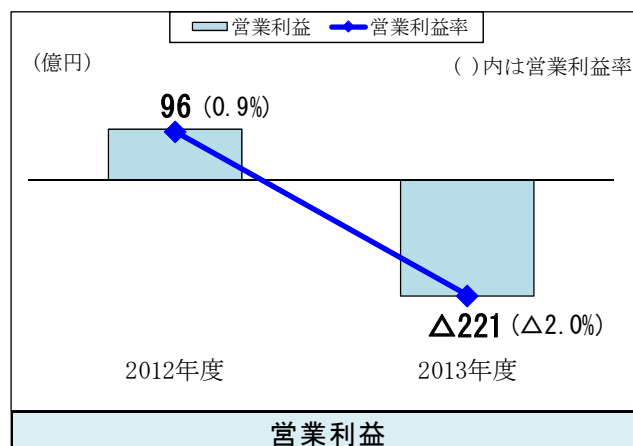 営業利益 営業利益率
(億円)
( )内は営業利益率
96 (0.9%)
△221 (△2.0%)
2012年度 2013年度
営業利益